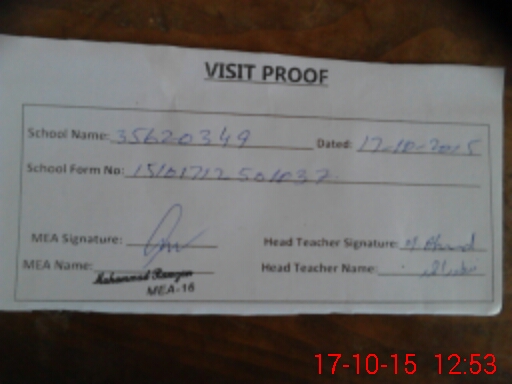 VISIT PROOF
School Name: 35620349 Dated: 17-10-2015
School Form No: 15101712501037
MEA Signature: Head Teacher Signature:
MEA Name: Muhammad Ramzan Head Teacher Name:
MEA-16
17-10-15 12:53